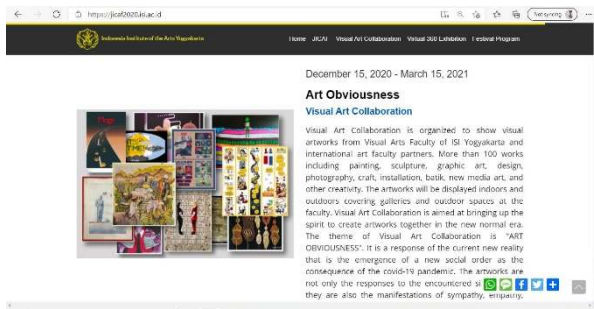 https://jicaf2020.isi.ac.id
Not syncing
Indonesia Institute of the Arts Yogyakarta
Home JICAF Visual Art Collaboration Virtual 360 Exhibition Festival Program
December 15, 2020 - March 15, 2021
Art Obviousness
Visual Art Collaboration
Visual Art Collaboration is organized to show visual
artworks from Visual Arts Faculty of ISI Yogyakarta and
international art faculty partners. More than 100 works
including painting, sculpture, graphic art, design,
photography, craft, installation, batik, new media art, and
other creativity. The artworks will be displayed indoors and
outdoors covering galleries and outdoor spaces at the
faculty. Visual Art Collaboration is aimed at bringing up the
spirit to create artworks together in the new normal era.
The theme of Visual Art Collaboration is "ART
OBVIOUSNESS". It is a response of the current new reality
that is the emergence of a new social order as the
consequence of the covid-19 pandemic. The artworks are
not only the responses to the encountered si
they are also the manifestations of sympathy, empathy,